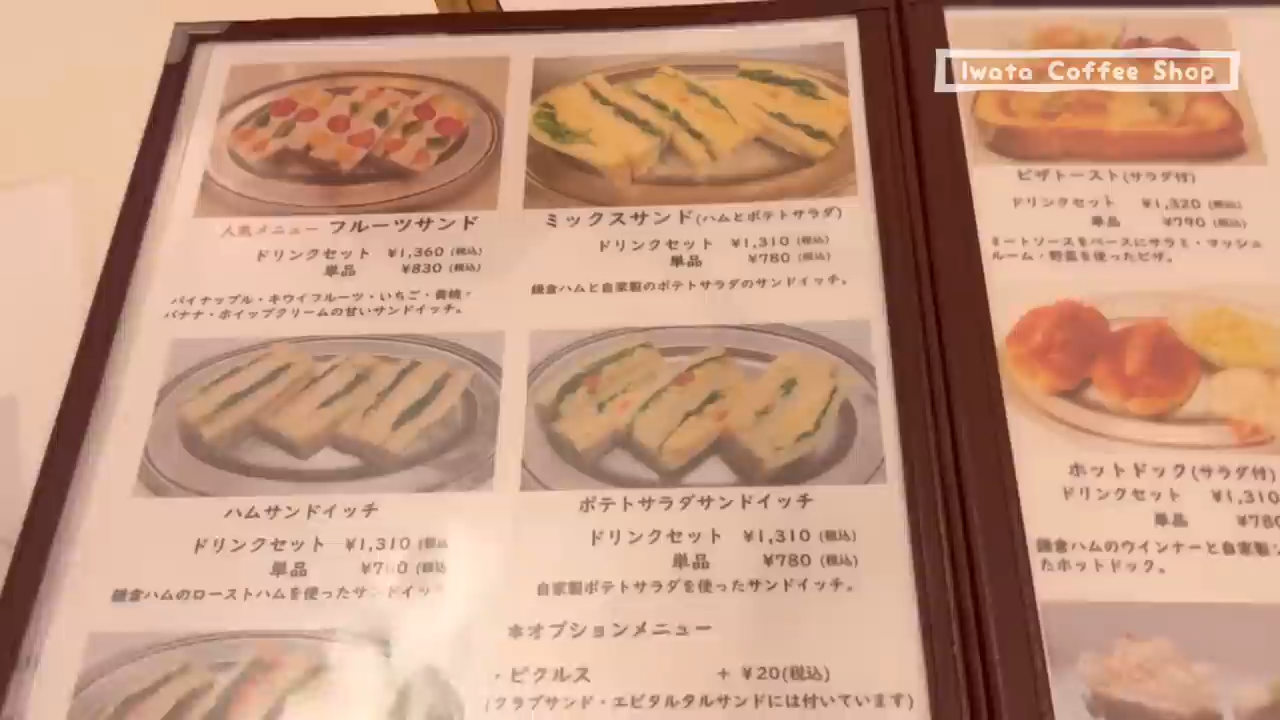 Iwata Coffee Shop
人気メニュー フルーツサンド
ドリンクセット ¥1,360 (税込)
単品 ¥830 (税込)
パイナップル・キウイフルーツ・いちご・黄桃・
バナナ・ホイップクリームの甘いサンドイッチ。
ミックスサンド(ハムとポテトサラダ)
ドリンクセット ¥1,310 (税込)
単品 ¥780 (税込)
鎌倉ハムと自家製のポテトサラダのサンドイッチ。
ハムサンドイッチ
ドリンクセット ¥1,310 (税込
単品
鎌倉ハムのローストハムを使ったサンドイッ
ポテトサラダサンドイッチ
ドリンクセット ¥1,310 (税込)
単品 ¥780 (税込)
自家製ポテトサラダを使ったサンドイッチ。
*オプションメニュー
・ピクルス + ¥20(税込)
(クラブサンド・エビタルタルサンドには付いています)
ピザトースト(サラダ付)
ドリンクセット ¥1,320 (税込)
単品 ¥790 (税込)
ミートソースをベースにサラミ・マッシュ
ルーム・野菜を使ったピザ。
ホットドック(サラダ付)
ドリンクセット ¥1,310
単品 ¥780
鎌倉ハムのウインナーと自家製
たホットドック。